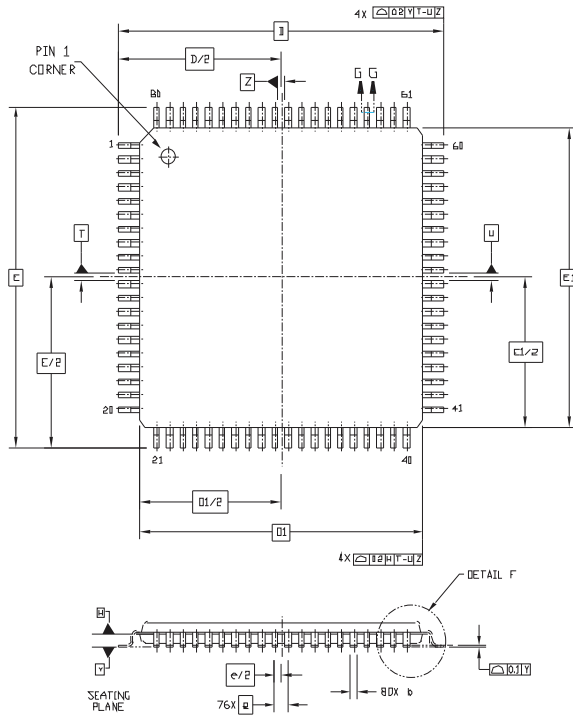 4X ⌓ 0.2 Y T-U Z
D
PIN 1
CORNER
D/2
Z
G G
80 61
1 60
T U
E E1
E/2 E1/2
20 41
21 40
D1/2
D1
4X ⌓ 0.2 H T-U Z
DETAIL F
H
Y
⌓ 0.1 Y
SEATING
PLANE
e/2
80X b
76X e